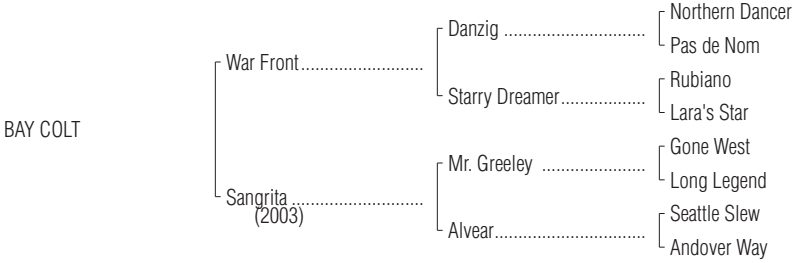 Northern Dancer
Danzig ..............................
Pas de Nom
War Front..........................
Rubiano
Starry Dreamer..................
Lara's Star
BAY COLT
Gone West
Mr. Greeley ......................
Long Legend
Sangrita ............................
(2003)
Seattle Slew
Alvear................................
Andover Way